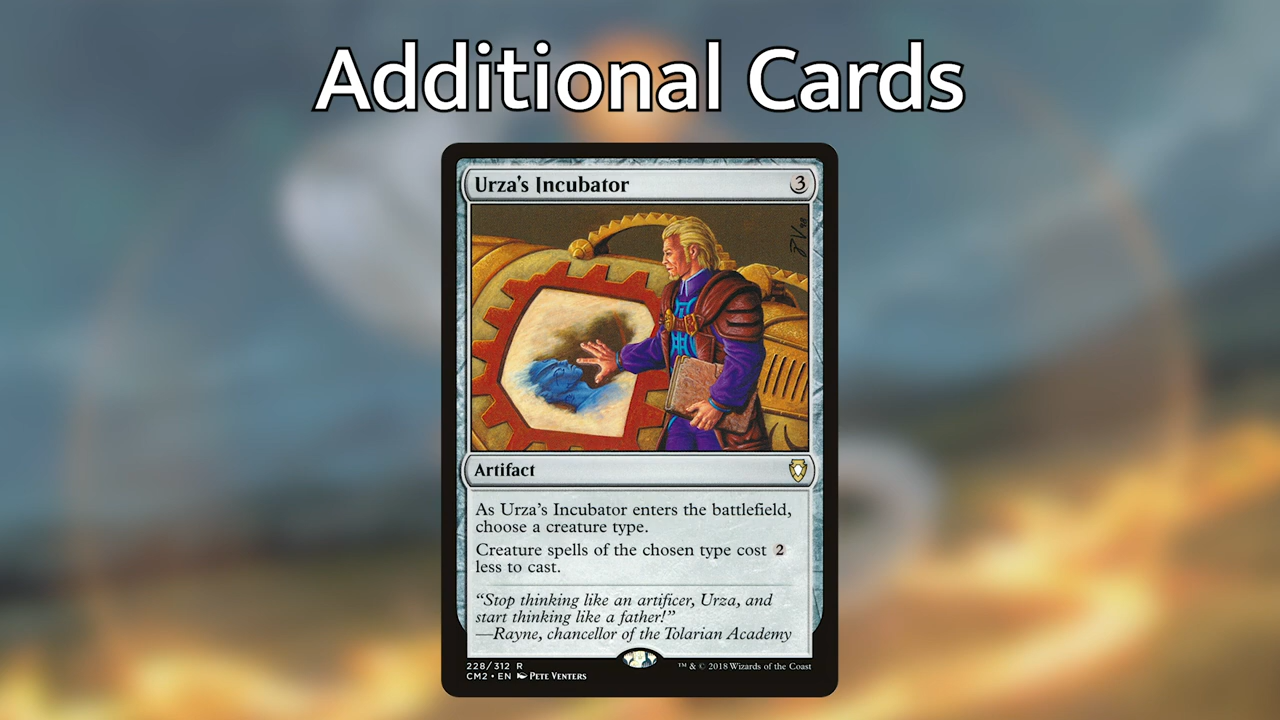 Additional Cards
Urza's Incubator 3
Artifact
As Urza's Incubator enters the battlefield,
choose a creature type.
Creature spells of the chosen type cost 2
less to cast.
"Stop thinking like an artificer, Urza, and
start thinking like a father!"
—Rayne, chancellor of the Tolarian Academy
228/312 R
CM2 • EN Pete Venters
™ & © 2018 Wizards of the Coast